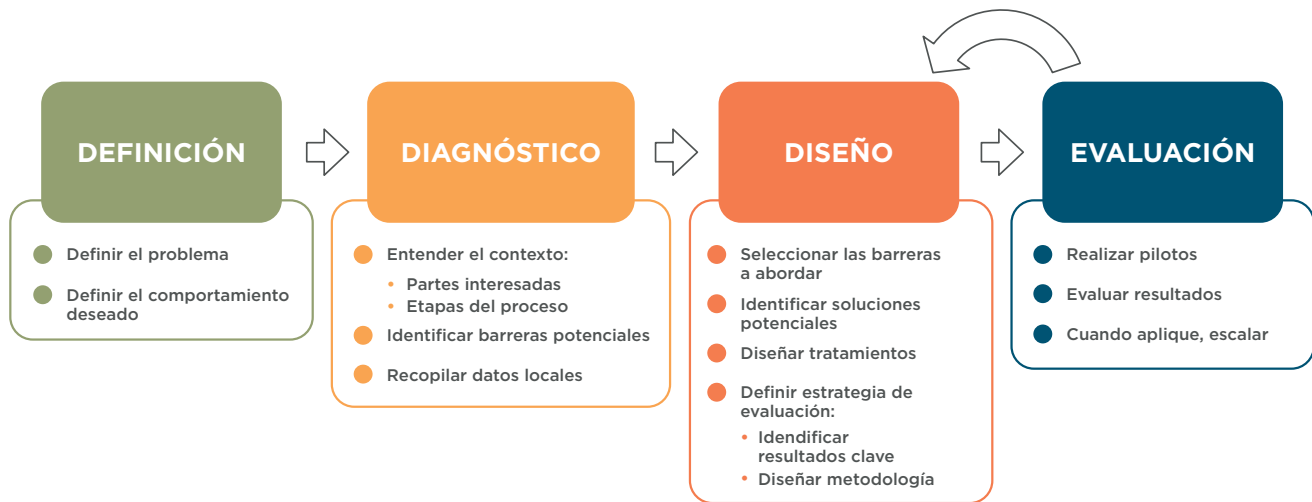 DEFINICIÓN
Definir el problema
Definir el comportamiento
deseado
DIAGNÓSTICO
Entender el contexto:
Partes interesadas
Etapas del proceso
Identificar barreras potenciales
Recopilar datos locales
DISEÑO
Seleccionar las barreras
a abordar
Identificar soluciones
potenciales
Diseñar tratamientos
Definir estrategia de
evaluación:
Idendificar
resultados clave
Diseñar metodología
EVALUACIÓN
Realizar pilotos
Evaluar resultados
Cuando aplique, escalar